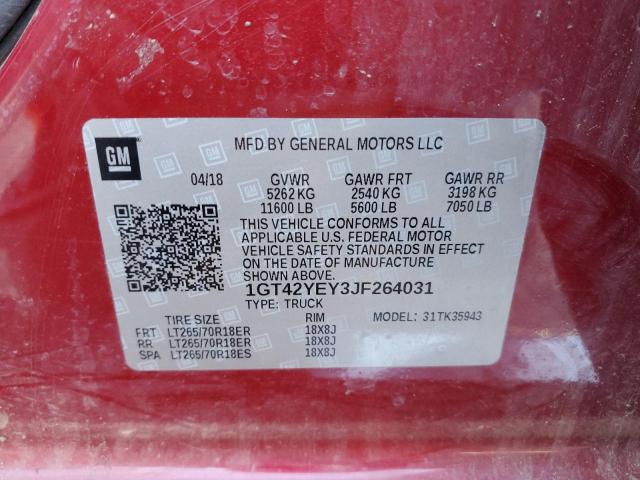 GM
MFD BY GENERAL MOTORS LLC
04/18 GVWR GAWR FRT GAWR RR
5262 KG 2540 KG 3198 KG
11600 LB 5600 LB 7050 LB
THIS VEHICLE CONFORMS TO ALL
APPLICABLE U.S. FEDERAL MOTOR
VEHICLE SAFETY STANDARDS IN EFFECT
ON THE DATE OF MANUFACTURE
SHOWN ABOVE.
1GT42YEY3JF264031
TYPE: TRUCK MODEL: 31TK35943
TIRE SIZE RIM
FRT LT265/70R18ER 18X8J
RR LT265/70R18ER 18X8J
SPA LT265/70R18ES 18X8J